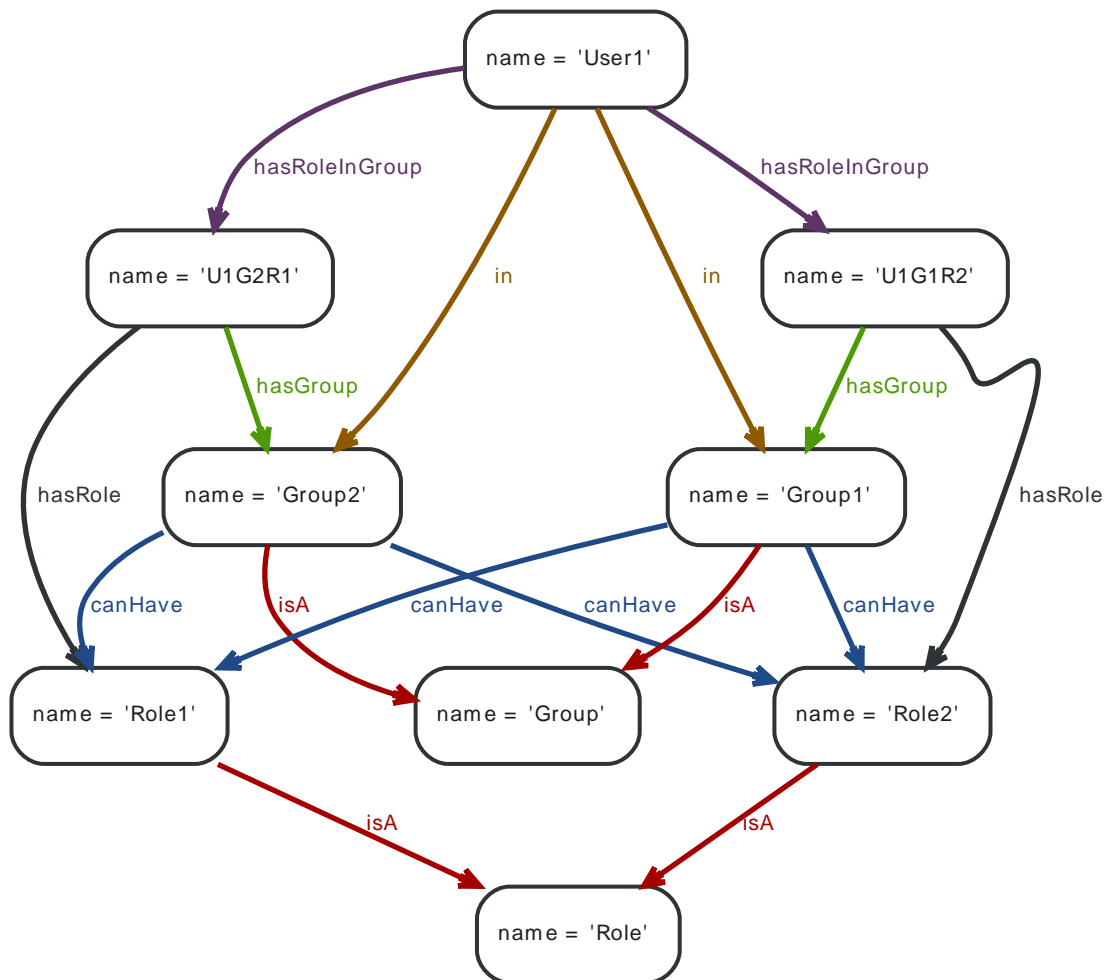 name = 'User1'
hasRoleInGroup
hasRoleInGroup
name = 'U1G2R1'
in
in
name = 'U1G1R2'
hasGroup
hasGroup
hasRole
name = 'Group2'
name = 'Group1'
hasRole
canHave
isA
canHave
canHave
isA
canHave
name = 'Role1'
name = 'Group'
name = 'Role2'
isA
isA
name = 'Role'